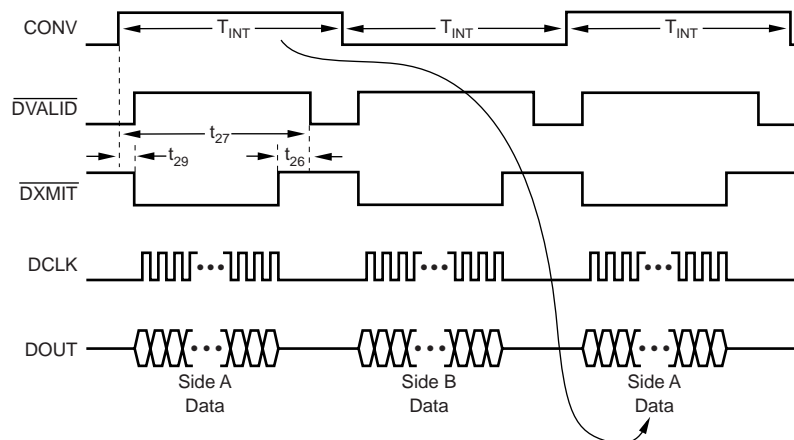 CONV
T_INT
T_INT
T_INT
DVALID
t_27
t_29
t_26
DXMIT
DCLK
DOUT
Side A
Data
Side B
Data
Side A
Data